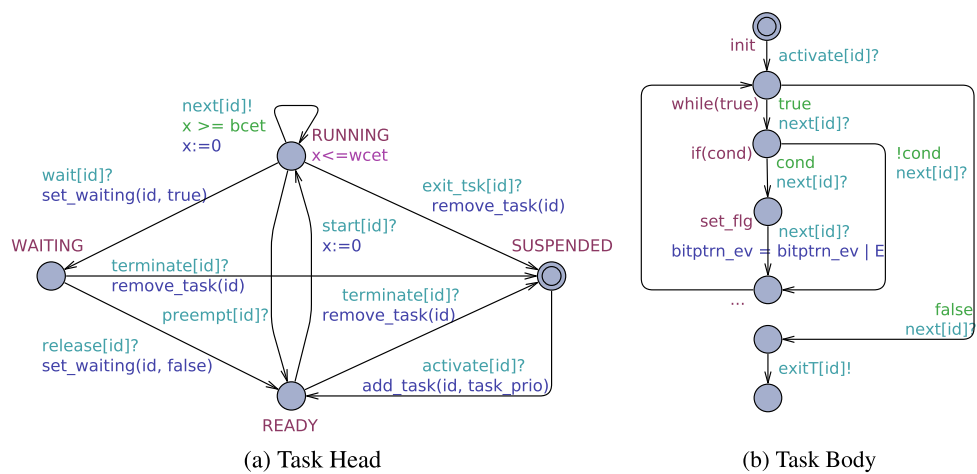 next[id]!
x >= bcet
x:=0
RUNNING
x<=wcet
wait[id]?
set_waiting(id, true)
exit_tsk[id]?
remove_task(id)
start[id]?
x:=0
WAITING
SUSPENDED
terminate[id]?
remove_task(id)
preempt[id]?
terminate[id]?
remove_task(id)
release[id]?
set_waiting(id, false)
activate[id]?
add_task(id, task_prio)
READY
(a) Task Head
init
activate[id]?
while(true)
true
next[id]?
if(cond)
cond
next[id]?
!cond
next[id]?
set_flg
next[id]?
bitptrn_ev = bitptrn_ev | E
...
false
next[id]?
exitT[id]!
(b) Task Body